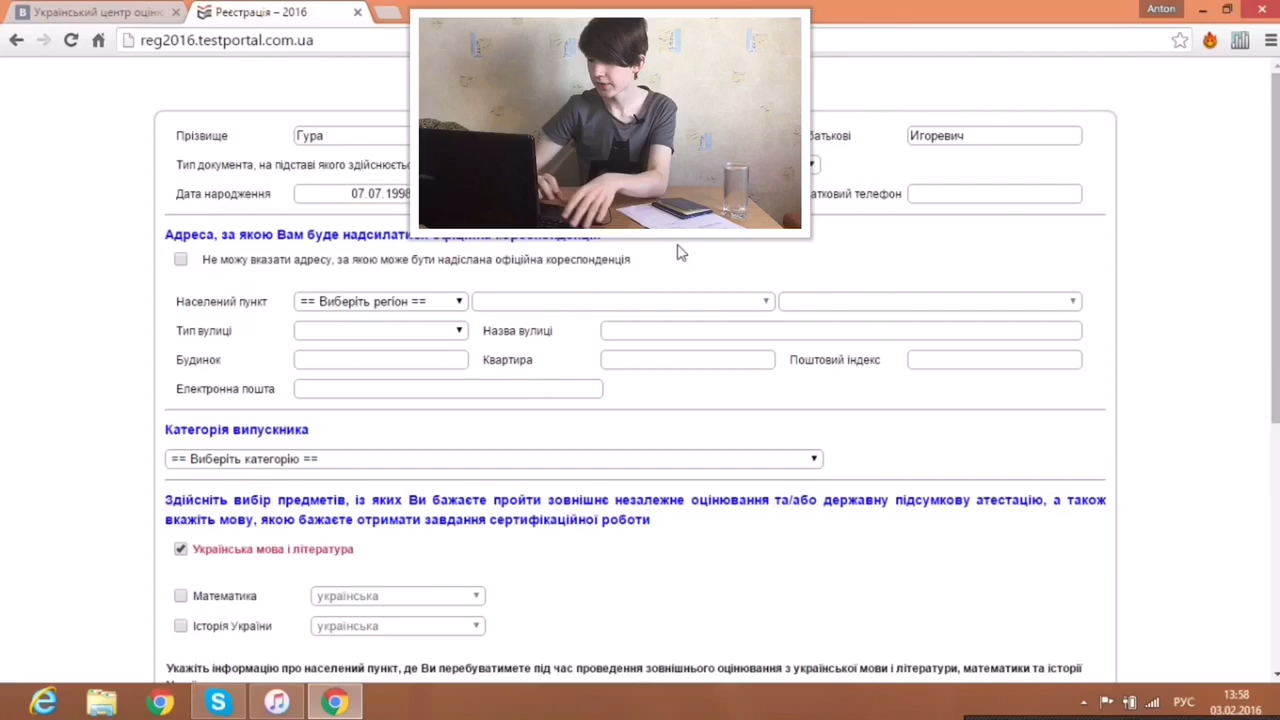 Український центр оціню
Реєстрація – 2016
Anton
reg2016.testportal.com.ua
Прізвище
Гура
батькові
Игоревич
Тип документа, на підставі якого здійснюєтьс
Дата народження
07.07.1998
атковий телефон
Адреса, за якою Вам буде надсилатись офіційна кореспонденція
Не можу вказати адресу, за якою може бути надіслана офіційна кореспонденція
Населений пункт
== Виберіть регіон ==
Тип вулиці
Назва вулиці
Будинок
Квартира
Поштовий індекс
Електронна пошта
Категорія випускника
== Виберіть категорію ==
Здійсніть вибір предметів, із яких Ви бажаєте пройти зовнішнє незалежне оцінювання та/або державну підсумкову атестацію, а також
вкажіть мову, якою бажаєте отримати завдання сертифікаційної роботи
Українська мова і література
Математика
українська
Історія України
українська
Укажіть інформацію про населений пункт, де Ви перебуватимете під час проведення зовнішнього оцінювання з української мови і літератури, математики та історії
РУС
13:58
03.02.2016